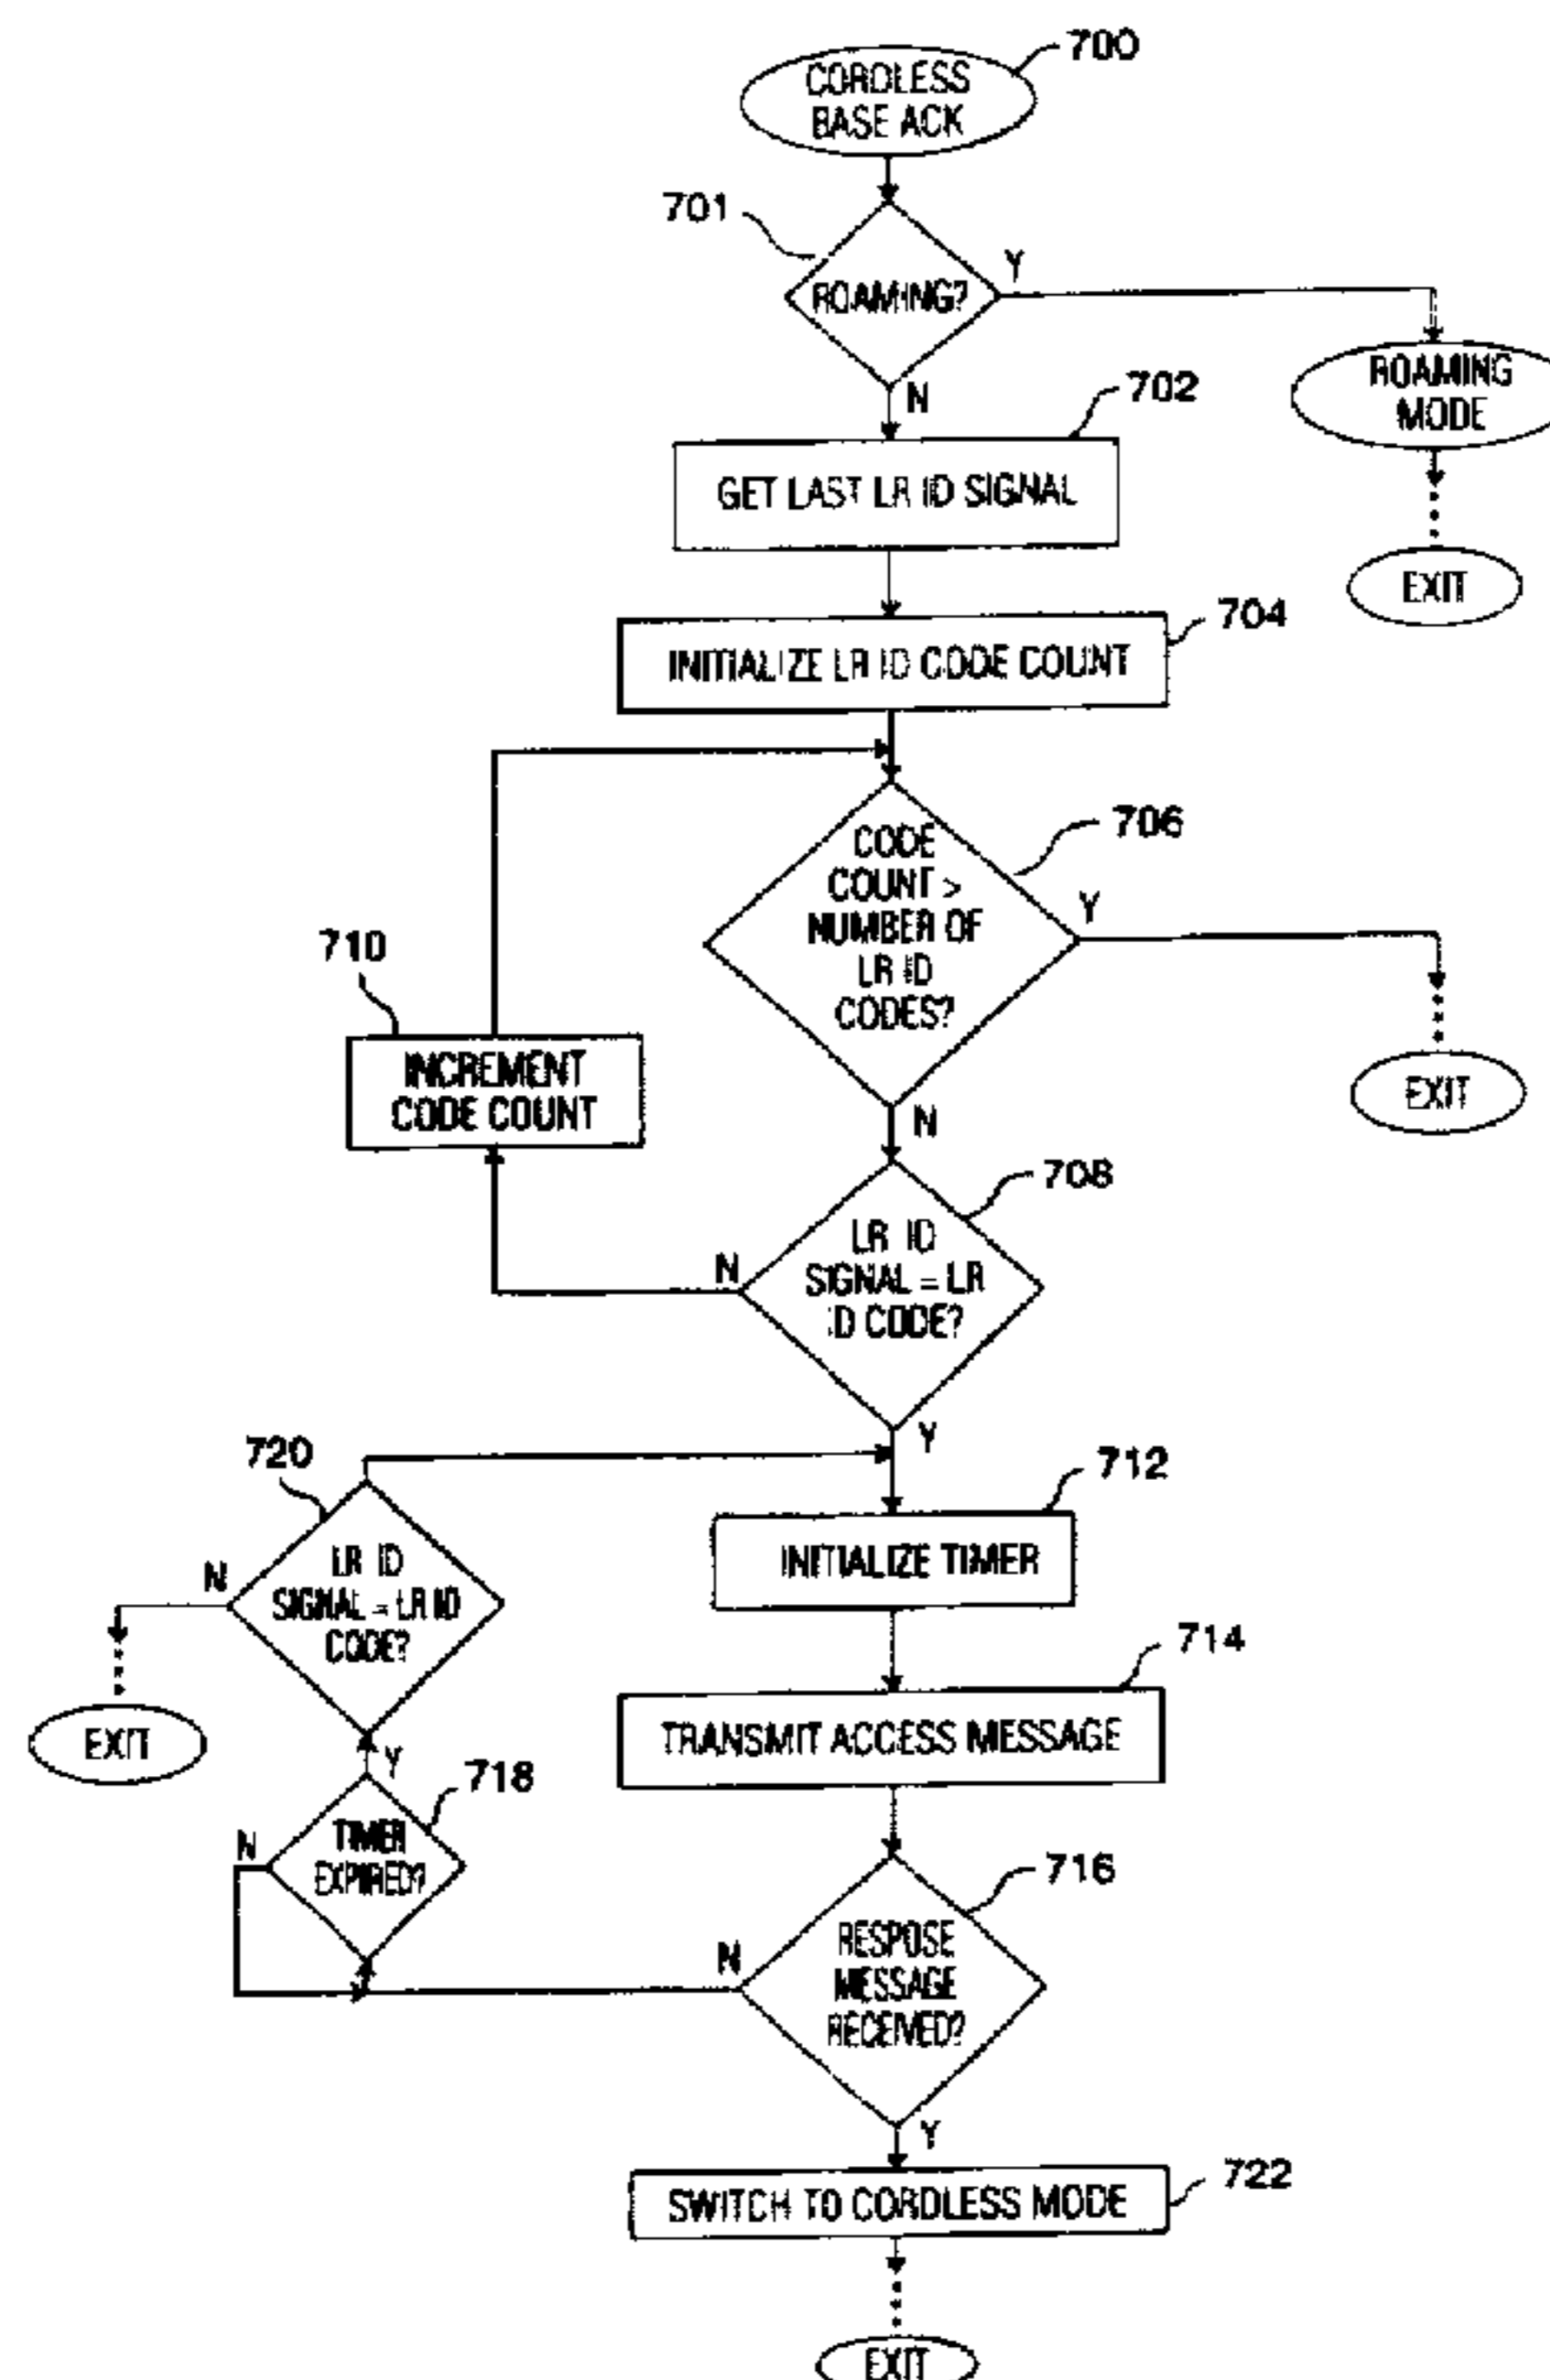 700
CORDLESS
BASE ACK
701
ROAMING?
Y
N
ROAMING
MODE
EXIT
702
GET LAST LR ID SIGNAL
704
INITIALIZE LR ID CODE COUNT
706
CODE
COUNT >
NUMBER OF
LR ID
CODES?
Y
N
EXIT
710
INCREMENT
CODE COUNT
708
LR ID
SIGNAL = LR
ID CODE?
N
Y
720
LR ID
SIGNAL = LR ID
CODE?
N
EXIT
712
INITIALIZE TIMER
714
TRANSMIT ACCESS MESSAGE
Y
718
TIMER
EXPIRED?
N
716
RESPOSE
MESSAGE
RECEIVED?
N
Y
722
SWITCH TO CORDLESS MODE
EXIT